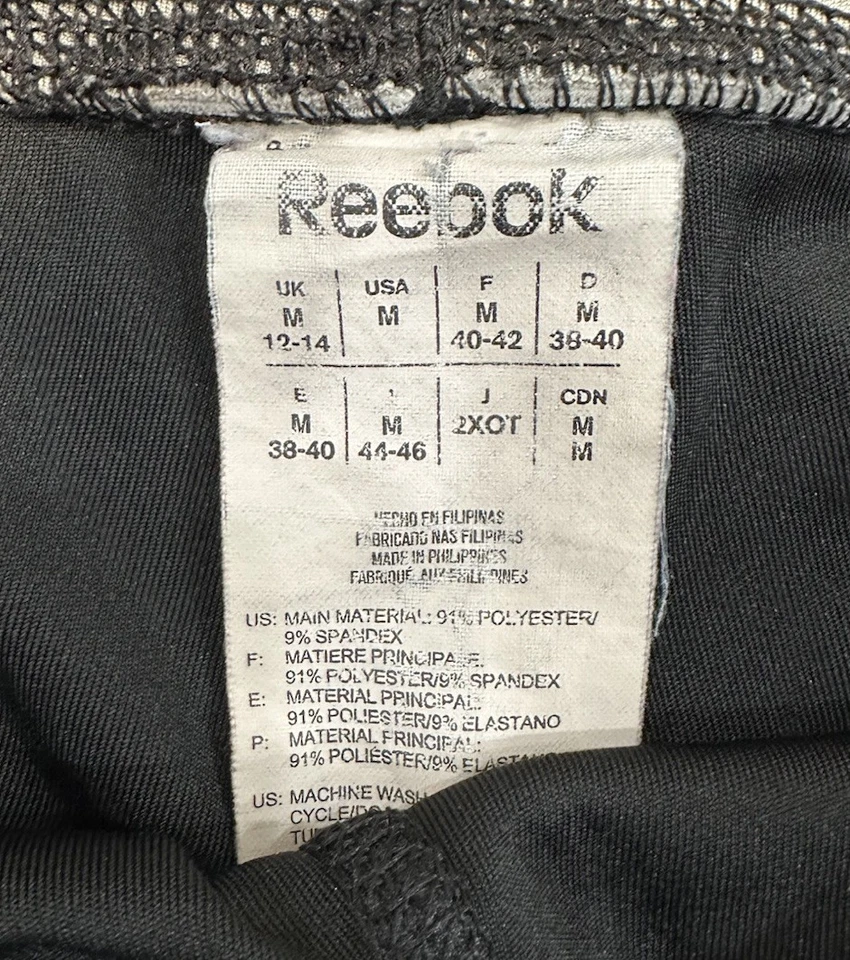 Reebok
UK USA F D
M M M M
12-14 40-42 38-40
E J CDN
M M 2XOT M
38-40 44-46 M
HECHO EN FILIPINAS
FABRICADO NAS FILIPINAS
MADE IN PHILIPPINES
FABRIQUÉ AUX PHILIPPINES
US: MAIN MATERIAL: 91% POLYESTER/
9% SPANDEX
F: MATIERE PRINCIPALE:
91% POLYESTER/9% SPANDEX
E: MATERIAL PRINCIPAL:
91% POLIESTER/9% ELASTANO
P: MATERIAL PRINCIPAL:
91% POLIÉSTER/9% ELASTANO
US: MACHINE WASH
CYCLE/